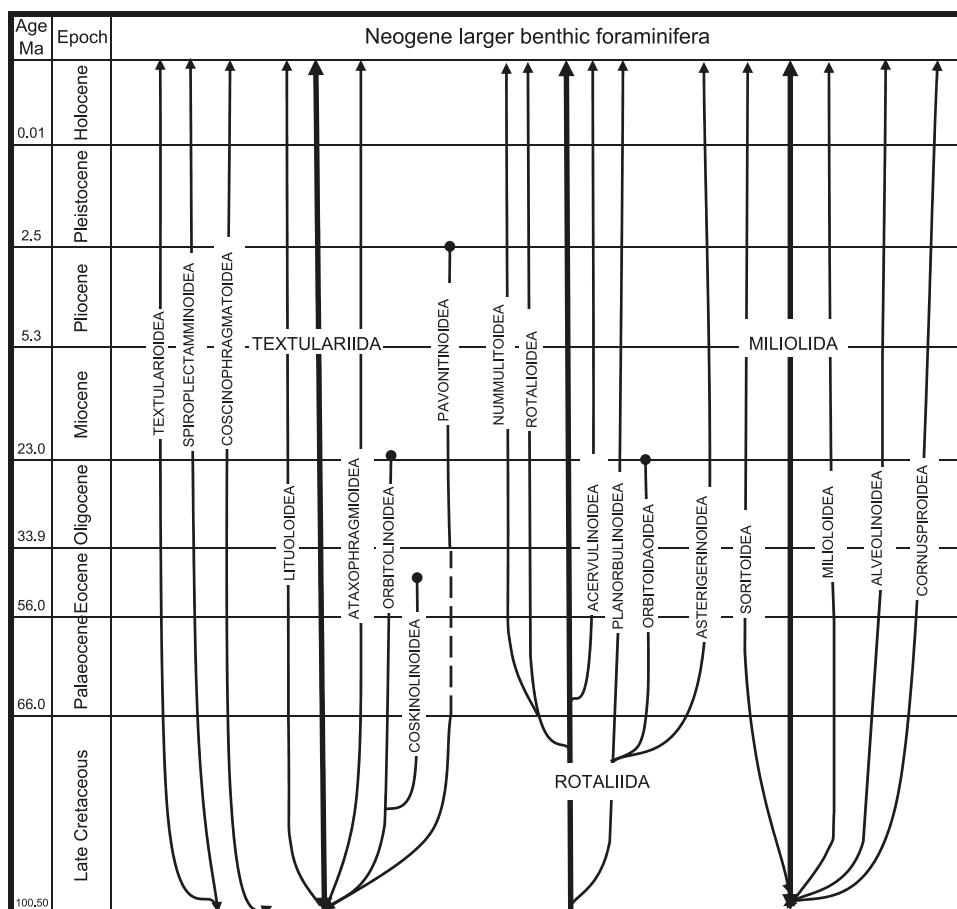 Age
Ma
Epoch
Neogene larger benthic foraminifera
Holocene
0.01
Pleistocene
2.5
Pliocene
5.3
Miocene
23.0
Oligocene
33.9
Eocene
56.0
Palaeocene
66.0
Late Cretaceous
100.50
TEXTULARIOIDEA
SPIROPLECTAMMINOIDEA
COSCINOPHRAGMATOIDEA
LITUOLOIDEA
TEXTULARIIDA
ATAXOPHRAGMIOIDEA
ORBITOLINOIDEA
COSKINOLINOIDEA
PAVONITINOIDEA
NUMMULITOIDEA
ROTALIOIDEA
ROTALIIDA
ACERVULINOIDEA
PLANORBULINOIDEA
ORBITOIDAOIDEA
ASTERIGERINOIDEA
SORITOIDEA
MILIOLIDA
MILIOLOIDEA
ALVEOLINOIDEA
CORNUSPIROIDEA